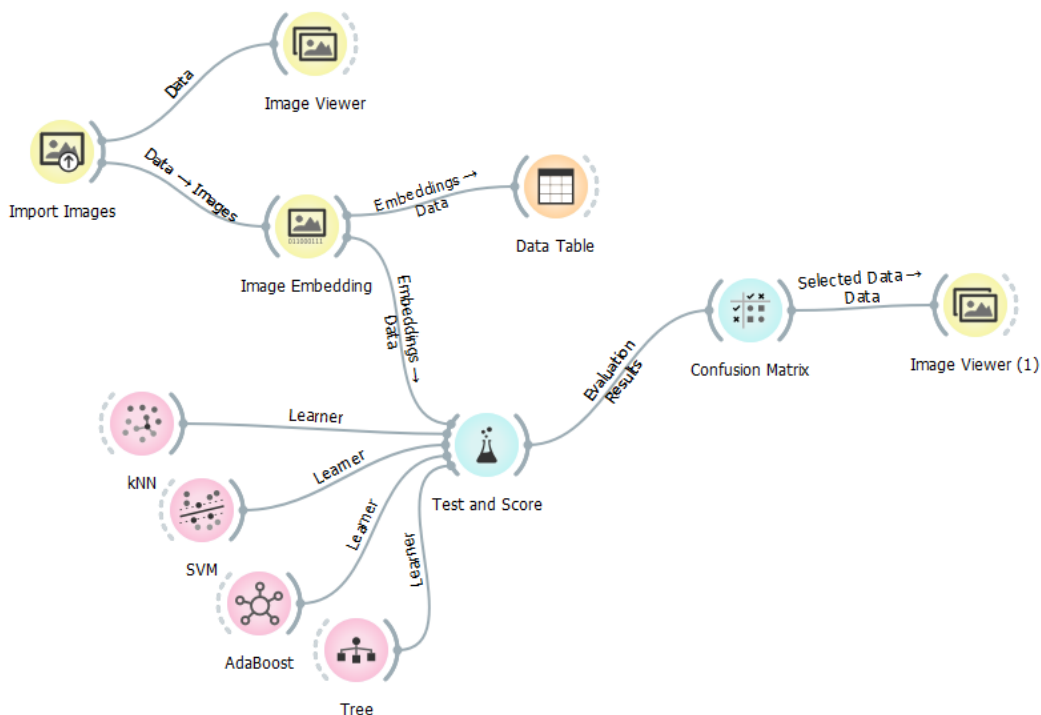 Data
Image Viewer
Import Images
Data → Images
011000111
Image Embedding
Embeddings →
Data
Data Table
Embeddings →
Data
Selected Data →
Data
Evaluation
Results
Confusion Matrix
Image Viewer (1)
kNN
Learner
Test and Score
SVM
Learner
AdaBoost
Learner
Tree
Learner